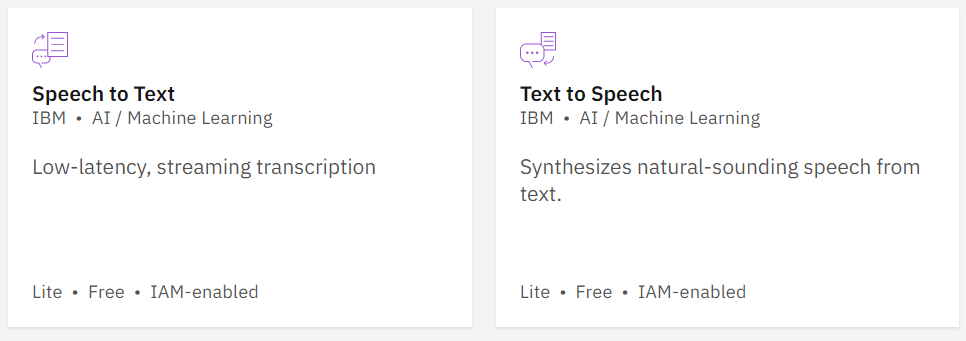 Speech to Text
IBM • AI / Machine Learning
Low-latency, streaming transcription
Lite • Free • IAM-enabled
Text to Speech
IBM • AI / Machine Learning
Synthesizes natural-sounding speech from
text.
Lite • Free • IAM-enabled